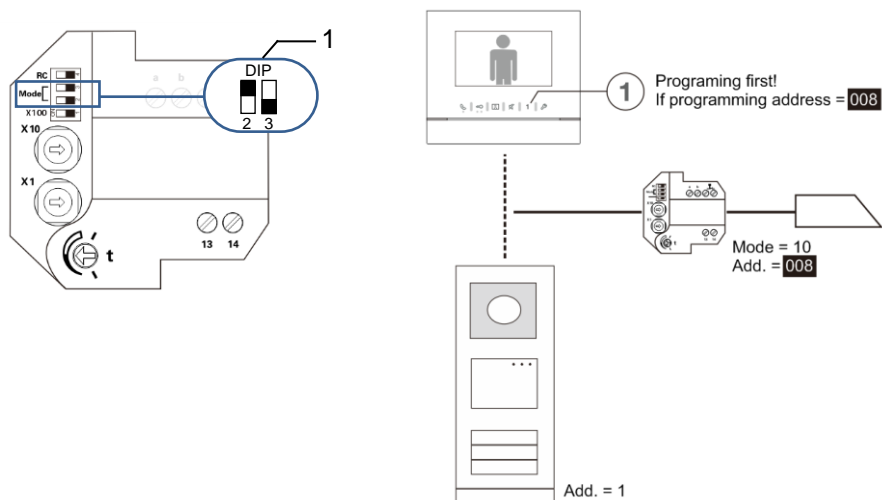 1
DIP
2 3
RC
Mode
X100
X10
X1
a b
t
13 14
1
Programing first!
If programming address = 008
1
Mode = 10
Add. = 008
Add. = 1